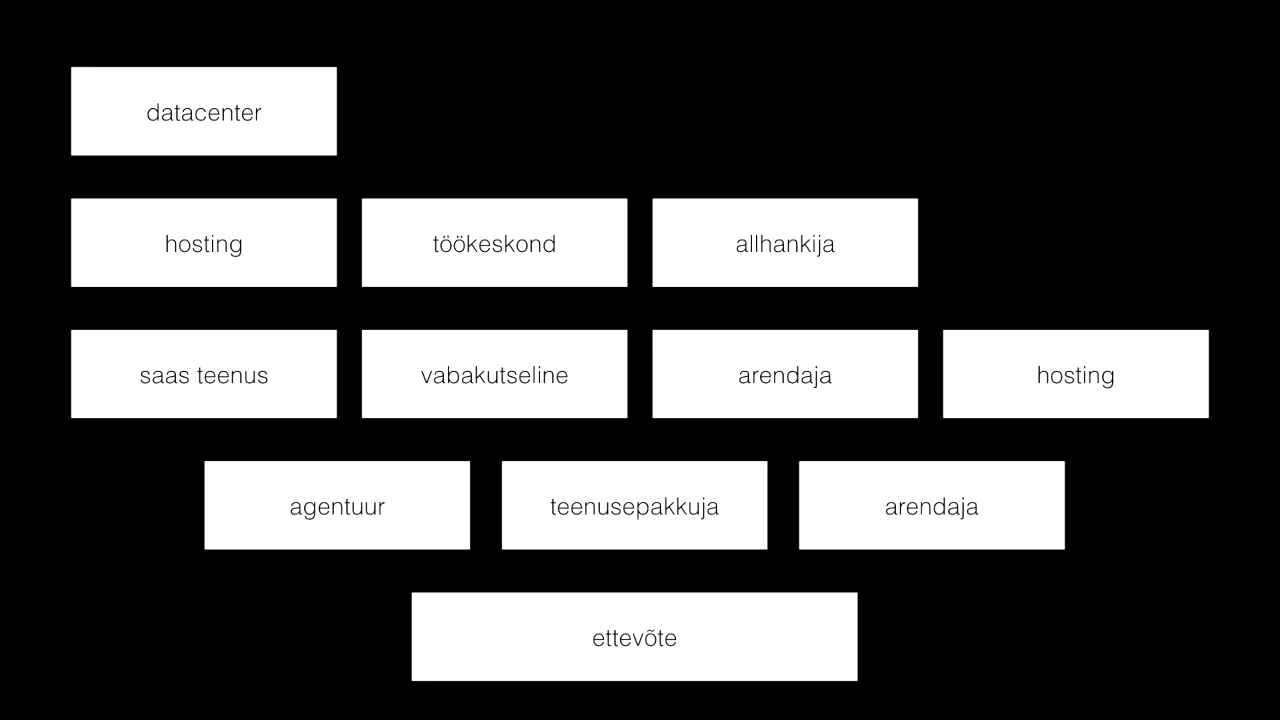 datacenter
hosting
töökeskond
allhankija
saas teenus
vabakutseline
arendaja
hosting
agentuur
teenusepakkuja
arendaja
ettevõte